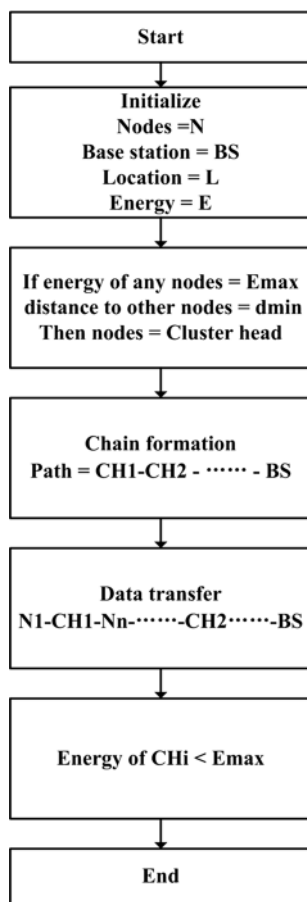 Start
Initialize
Nodes =N
Base station = BS
Location = L
Energy = E
If energy of any nodes = Emax
distance to other nodes = dmin
Then nodes = Cluster head
Chain formation
Path = CH1-CH2 - ⋯⋯ - BS
Data transfer
N1-CH1-Nn-⋯⋯-CH2⋯⋯-BS
Energy of CHi < Emax
End